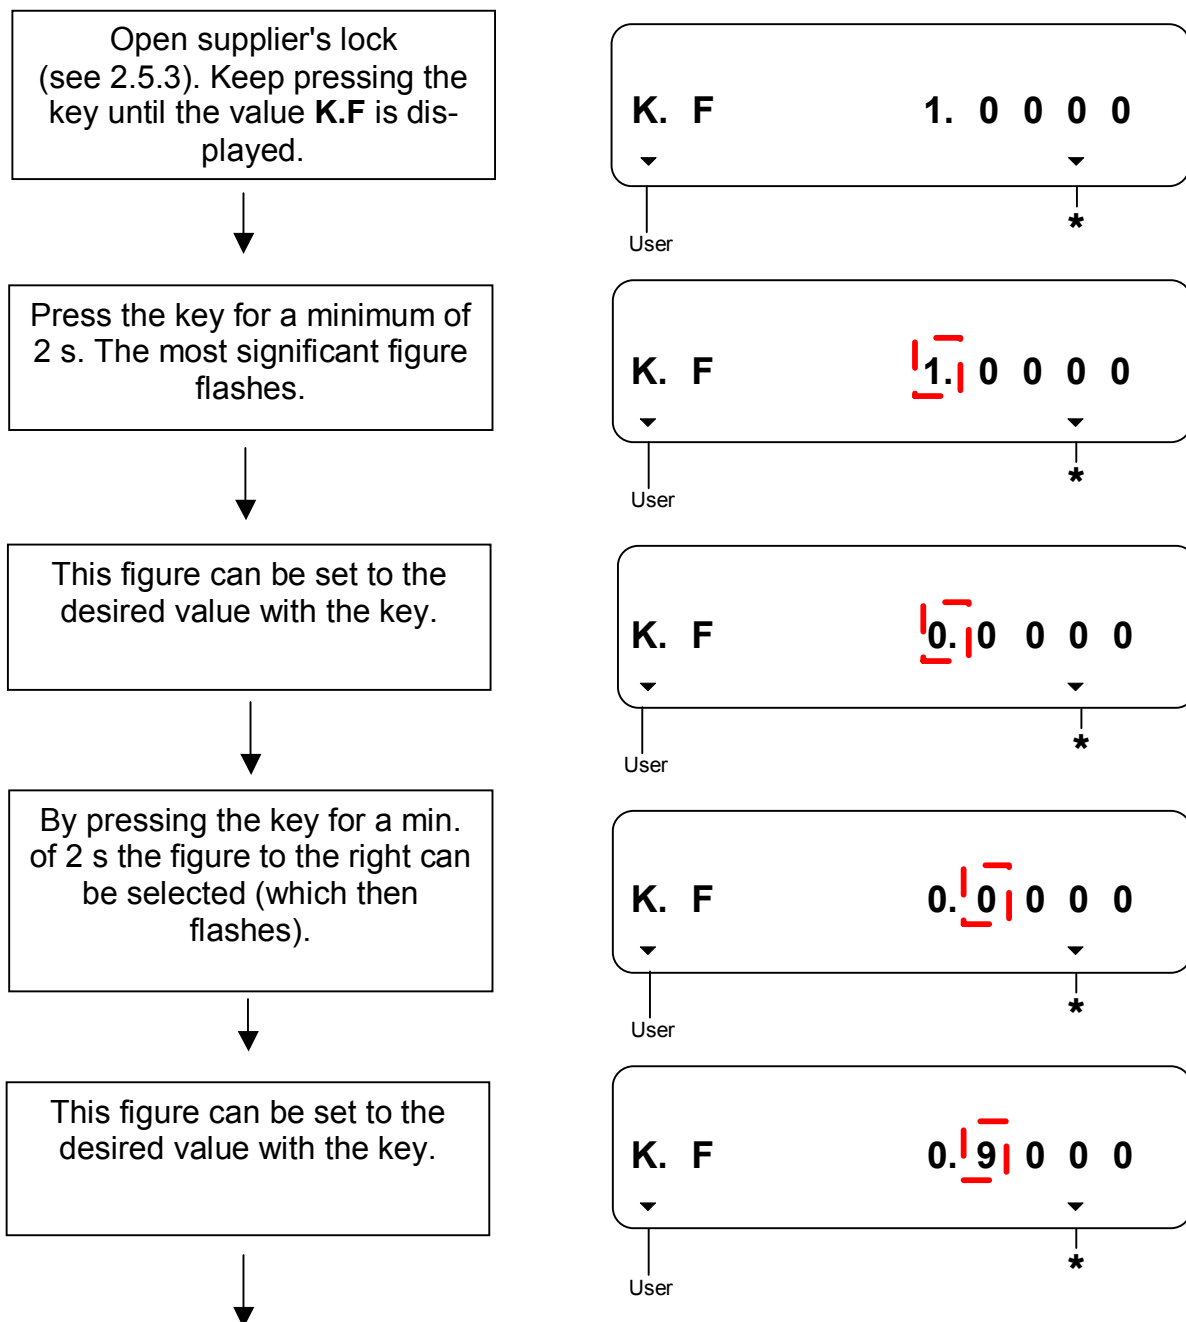 Open supplier's lock
(see 2.5.3). Keep pressing the
key until the value K.F is dis-
played.
K. F 1. 0 0 0 0
User
*
Press the key for a minimum of
2 s. The most significant figure
flashes.
K. F 1. 0 0 0 0
User
*
This figure can be set to the
desired value with the key.
K. F 0. 0 0 0 0
User
*
By pressing the key for a min.
of 2 s the figure to the right can
be selected (which then
flashes).
K. F 0. 0 0 0 0
User
*
This figure can be set to the
desired value with the key.
K. F 0. 9 0 0 0
User
*